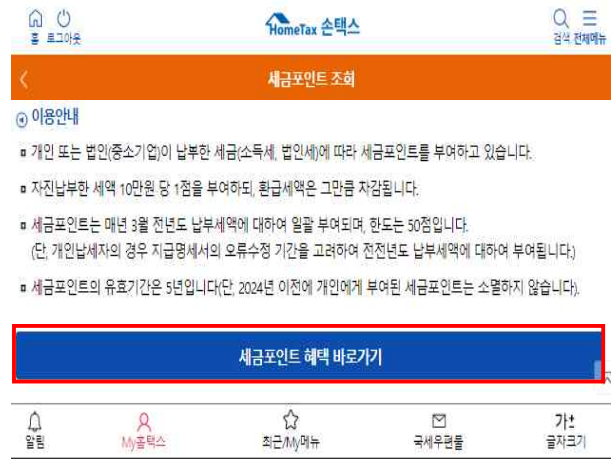 홈 로그아웃
HomeTax 손택스
검색 전체메뉴
세금포인트 조회
이용안내
개인 또는 법인(중소기업)이 납부한 세금(소득세, 법인세)에 따라 세금포인트를 부여하고 있습니다.
자진납부한 세액 10만원 당 1점을 부여하되, 환급세액은 그만큼 차감됩니다.
세금포인트는 매년 3월 전년도 납부세액에 대하여 일괄 부여되며, 한도는 50점입니다.
(단, 개인납세자의 경우 지급명세서의 오류수정 기간을 고려하여 전전년도 납부세액에 대하여 부여됩니다.)
세금포인트의 유효기간은 5년입니다(단, 2024년 이전에 개인에게 부여된 세금포인트는 소멸하지 않습니다).
세금포인트 혜택 바로가기
알림
My홈택스
최근/My메뉴
국세우편물
가±
글자크기